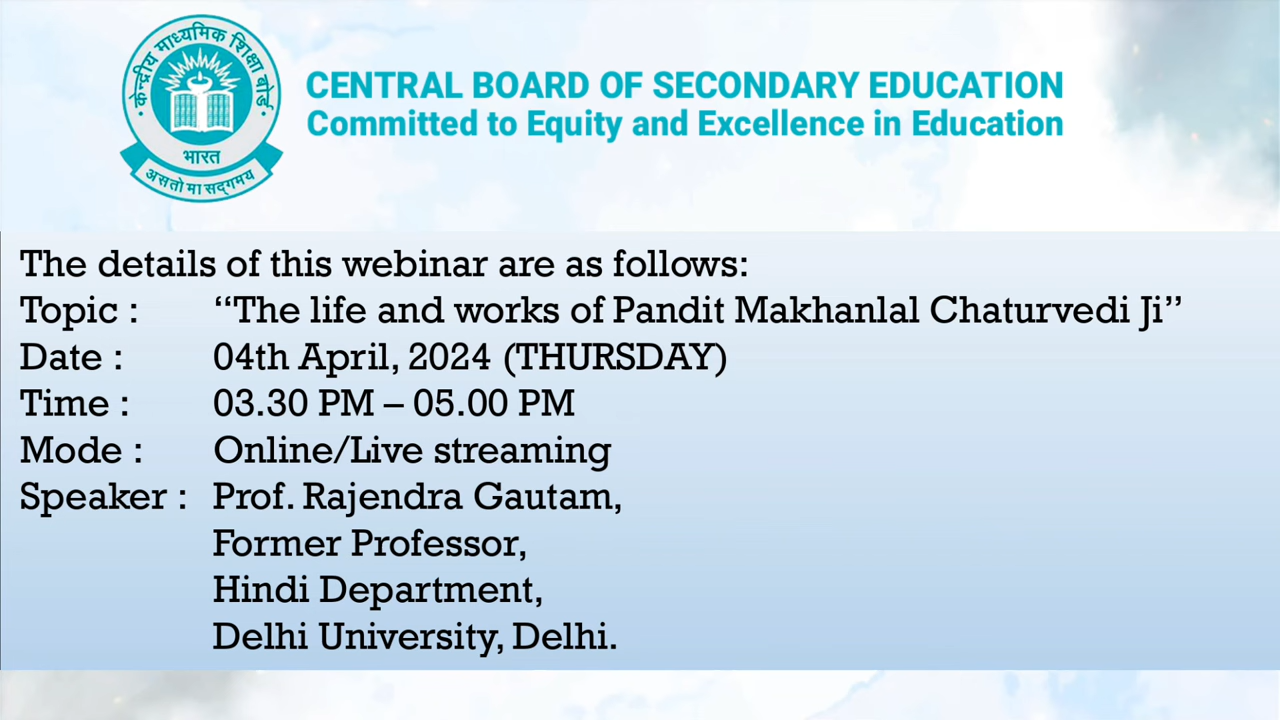 केन्द्रीय माध्यमिक शिक्षा बोर्ड
भारत
असतो मा सद्गमय
CENTRAL BOARD OF SECONDARY EDUCATION
Committed to Equity and Excellence in Education
The details of this webinar are as follows:
Topic : “The life and works of Pandit Makhanlal Chaturvedi Ji”
Date : 04th April, 2024 (THURSDAY)
Time : 03.30 PM – 05.00 PM
Mode : Online/Live streaming
Speaker : Prof. Rajendra Gautam,
Former Professor,
Hindi Department,
Delhi University, Delhi.